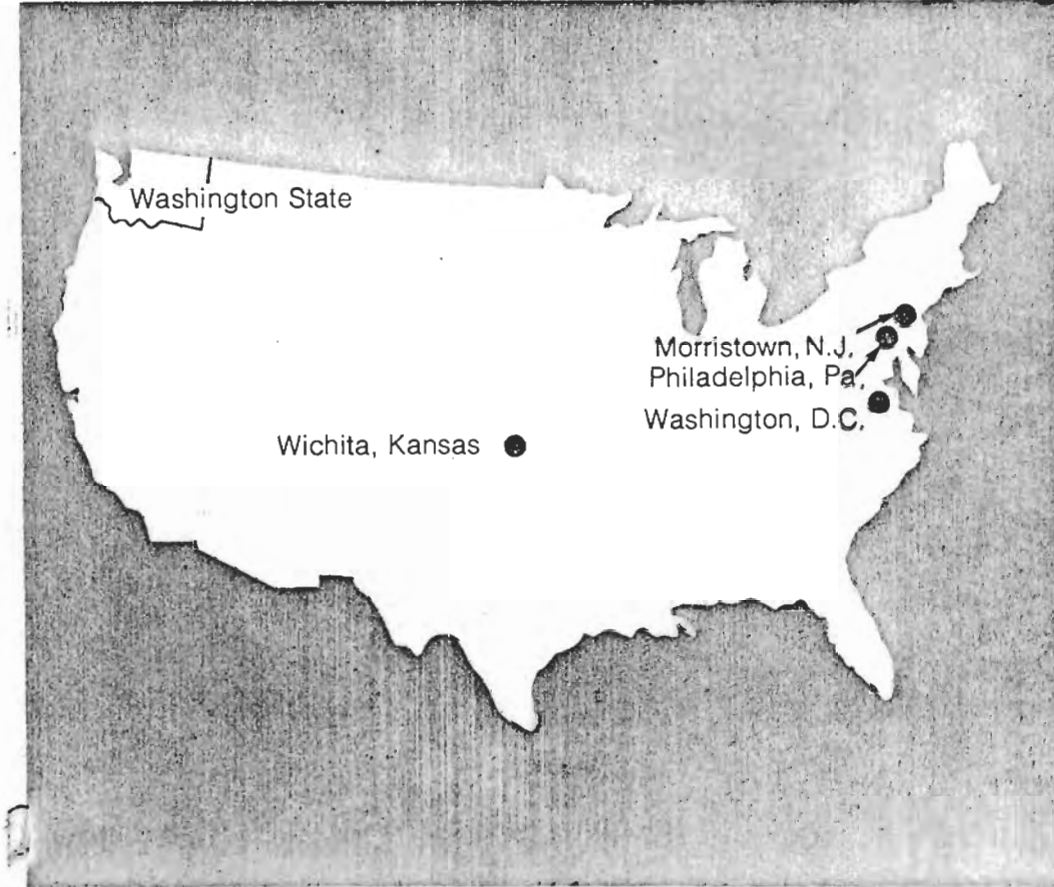 Washington State
Morristown, N.J.
Philadelphia, Pa.
Washington, D.C.
Wichita, Kansas